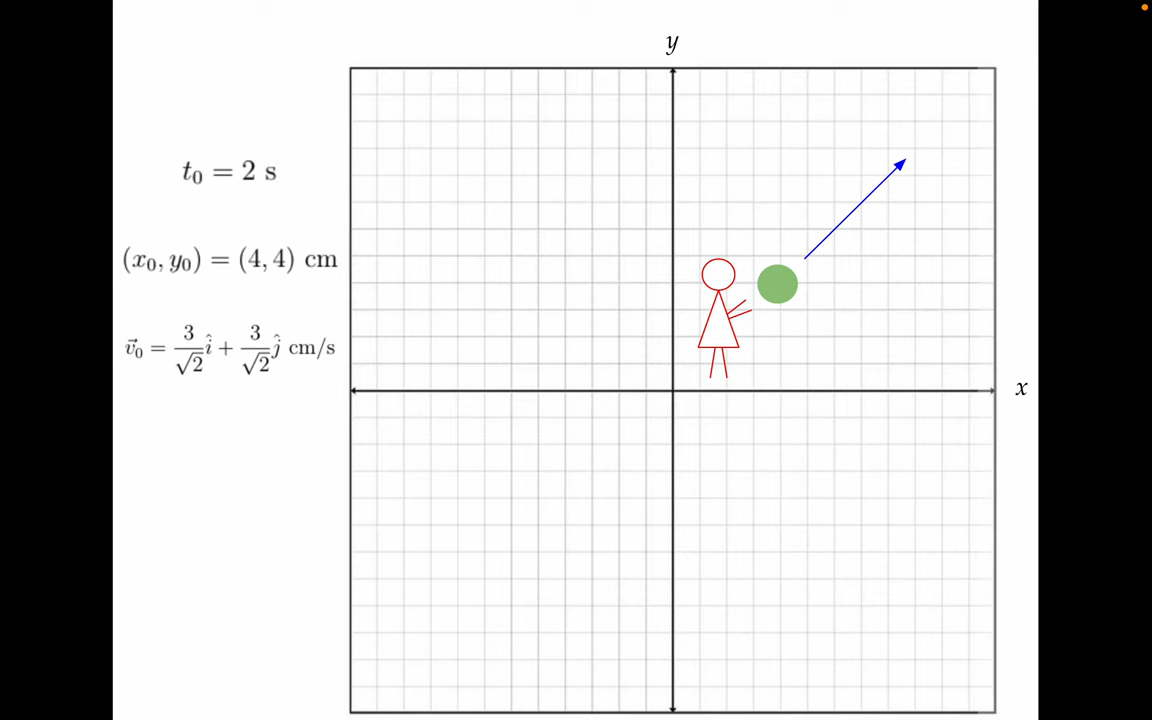 y
t₀ = 2 s
(x₀, y₀) = (4, 4) cm
v⃗₀ = 3/√2 î + 3/√2 ĵ cm/s
x